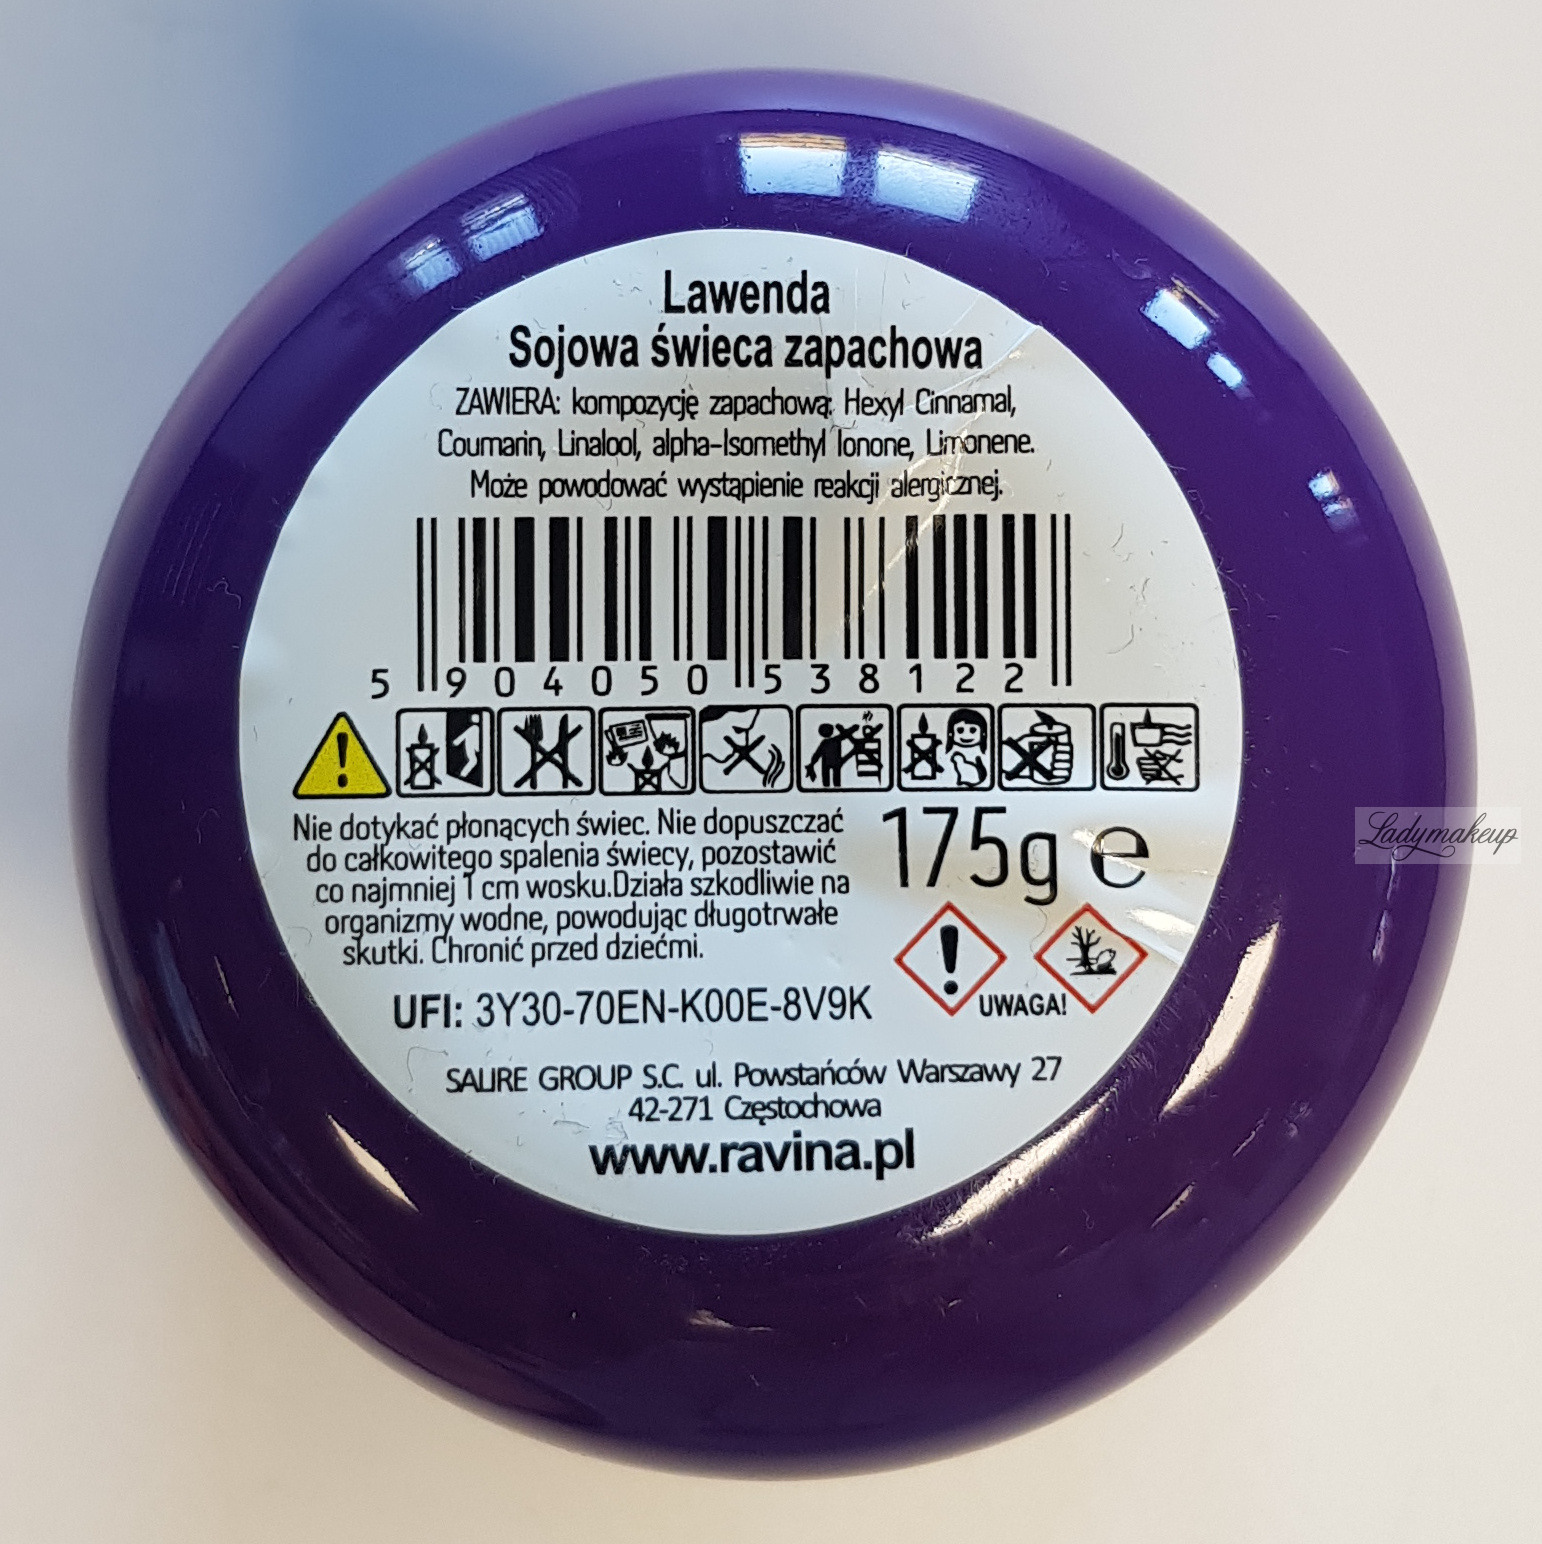 Lawenda
Sojowa świeca zapachowa
ZAWIERA: kompozycję zapachową: Hexyl Cinnamal,
Coumarin, Linalool, alpha-Isomethyl Ionone, Limonene.
Może powodować wystąpienie reakcji alergicznej.
5 904050 538122
Nie dotykać płonących świec. Nie dopuszczać
do całkowitego spalenia świecy, pozostawić
co najmniej 1 cm wosku.Działa szkodliwie na
organizmy wodne, powodując długotrwałe
skutki. Chronić przed dziećmi.
175g e
UWAGA!
UFI: 3Y30-70EN-K00E-8V9K
SAURE GROUP S.C. ul. Powstańców Warszawy 27
42-271 Częstochowa
www.ravina.pl
Ladymakeup